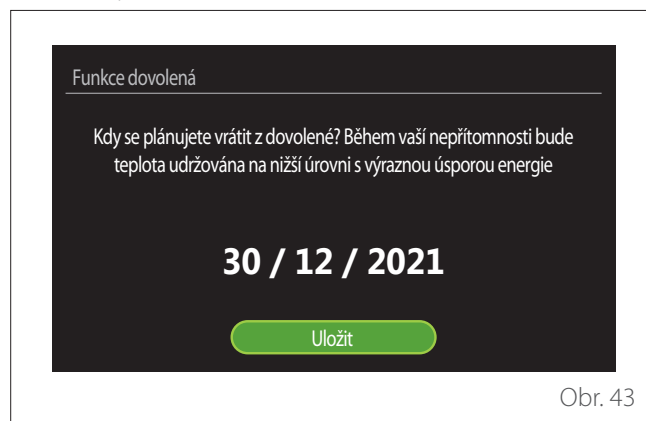 Funkce dovolená
Kdy se plánujete vrátit z dovolené? Během vaší nepřítomnosti bude
teplota udržována na nižší úrovni s výraznou úsporou energie
30 / 12 / 2021
Uložit
Obr. 43